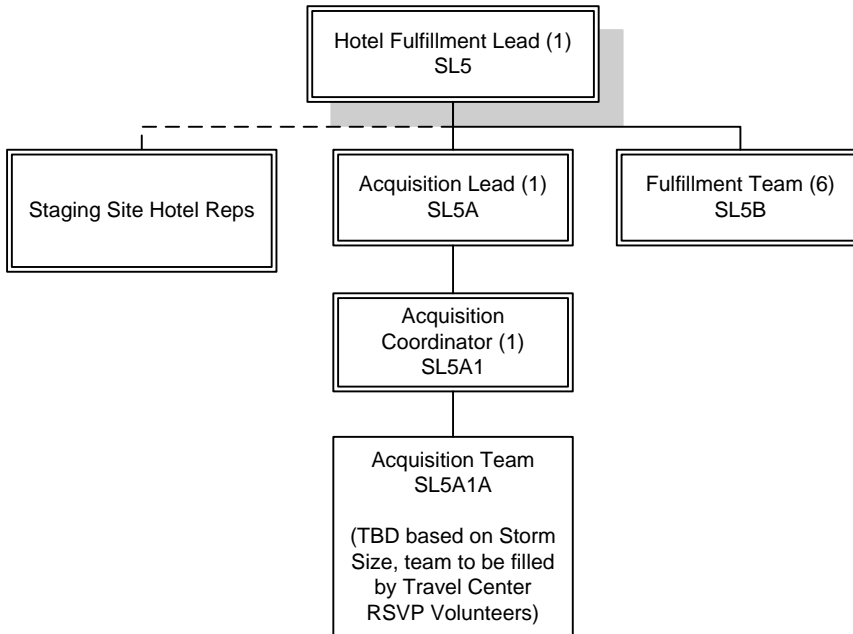 Hotel Fulfillment Lead (1)
SL5
Staging Site Hotel Reps
Acquisition Lead (1)
SL5A
Fulfillment Team (6)
SL5B
Acquisition
Coordinator (1)
SL5A1
Acquisition Team
SL5A1A
(TBD based on Storm
Size, team to be filled
by Travel Center
RSVP Volunteers)